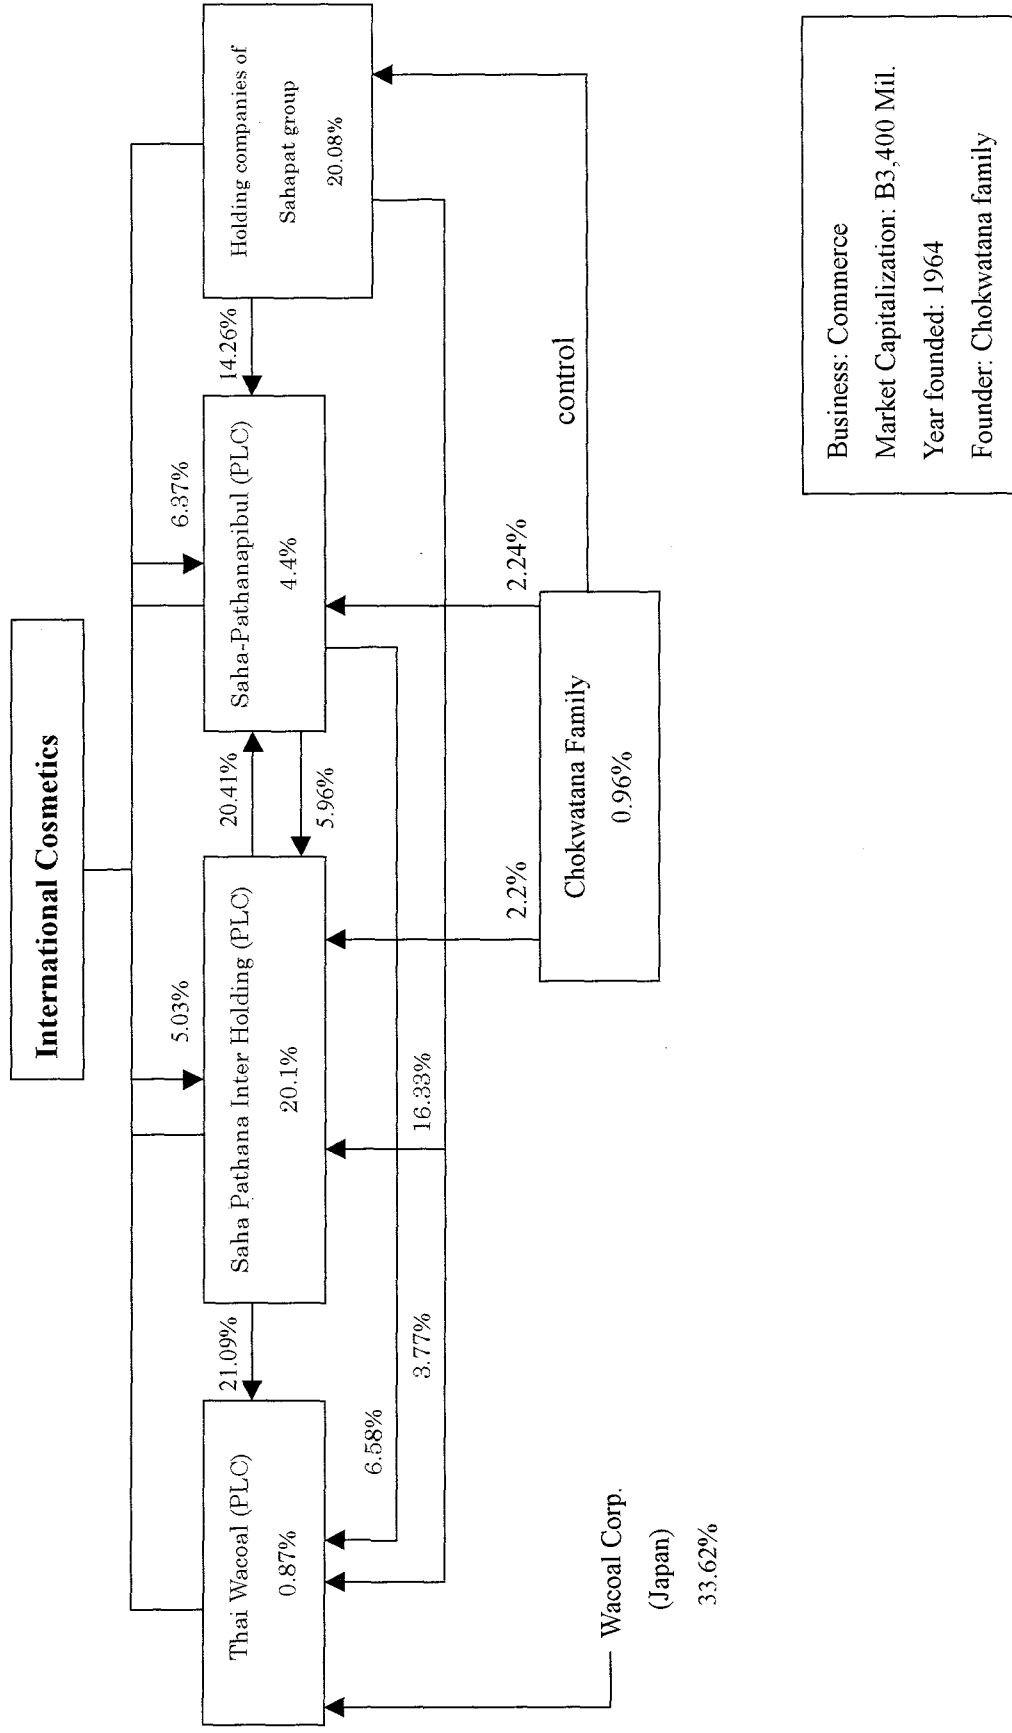 International Cosmetics
5.03%
6.37%
Thai Wacoal (PLC)
0.87%
21.09%
Saha Pathana Inter Holding (PLC)
20.1%
20.41%
5.96%
Saha-Pathanapibul (PLC)
4.4%
14.26%
Holding companies of
Sahapat group
20.08%
6.58%
3.77%
16.33%
2.2%
2.24%
control
Wacoal Corp.
(Japan)
33.62%
Chokwatana Family
0.96%
Business: Commerce
Market Capitalization: B3,400 Mil.
Year founded: 1964
Founder: Chokwatana family